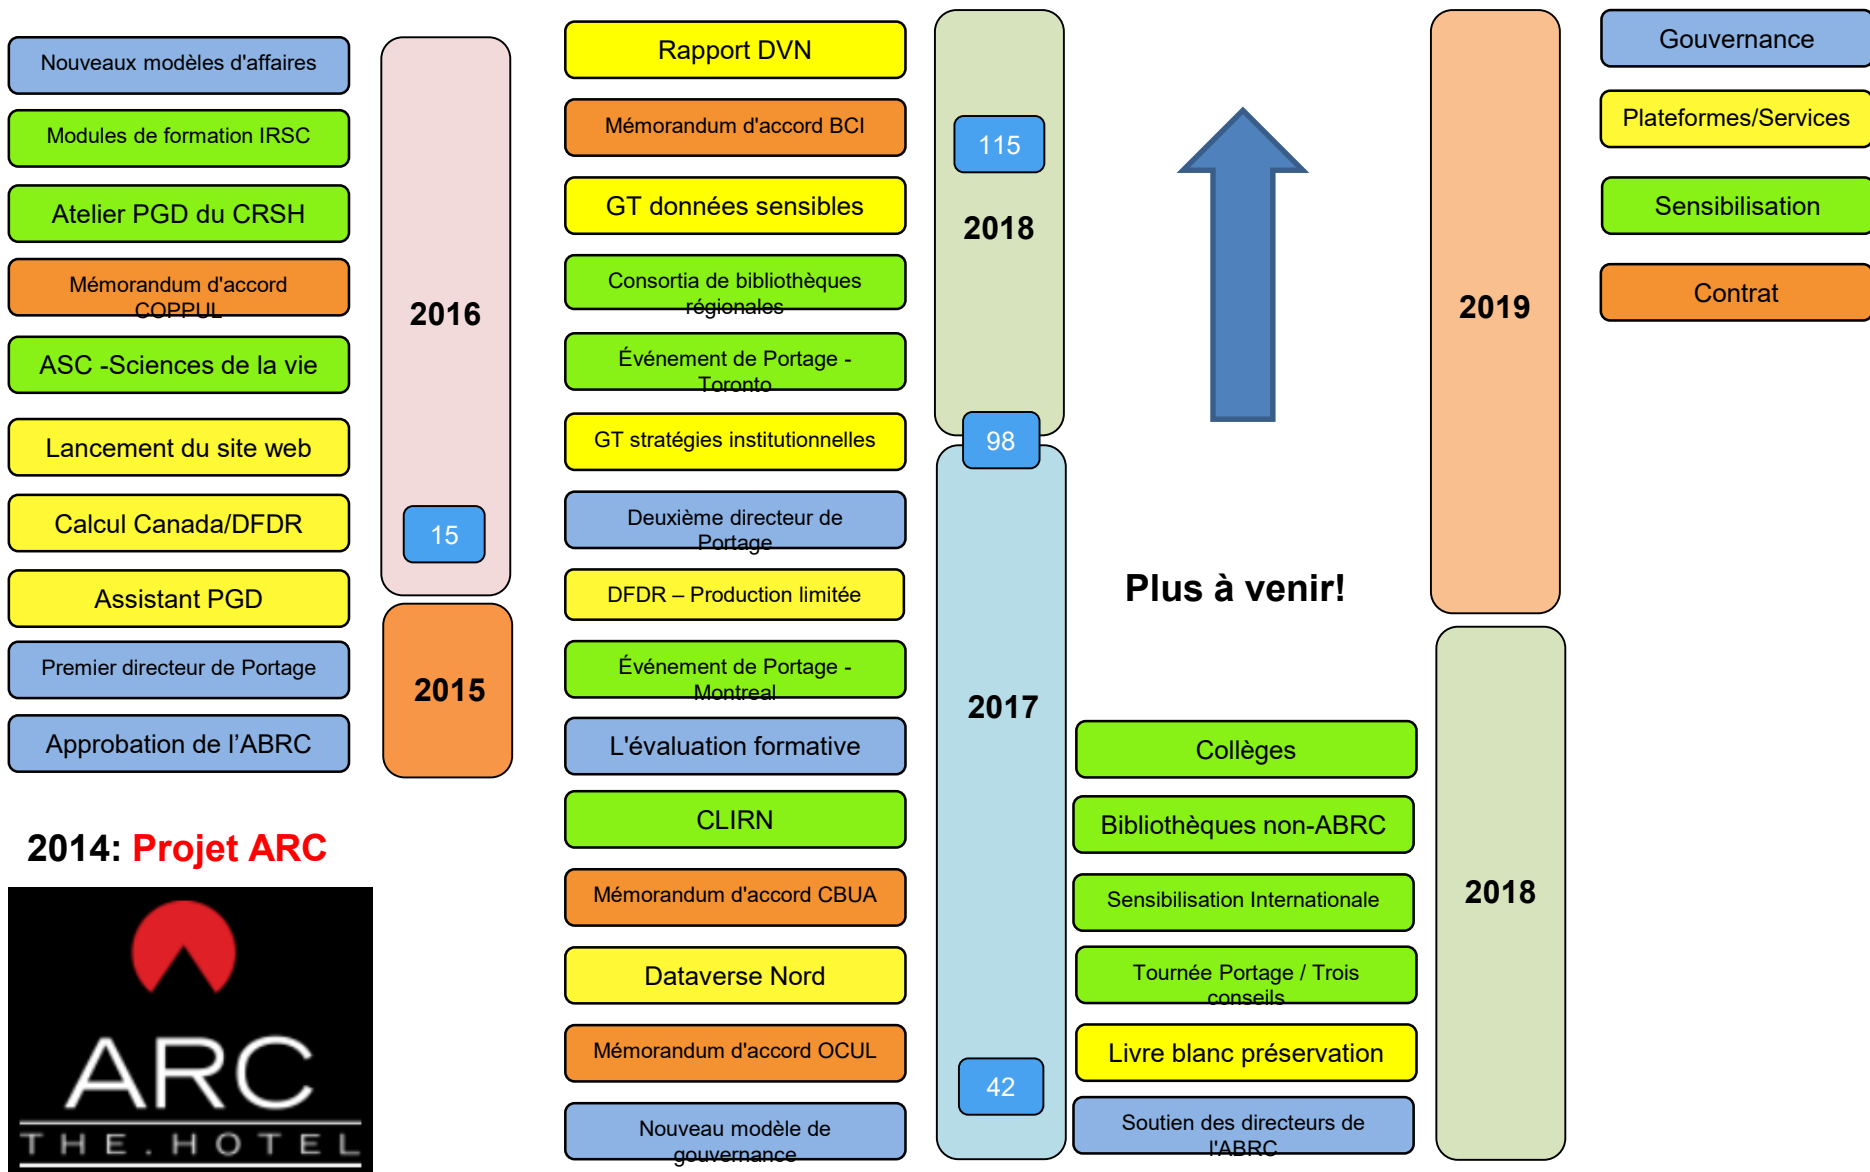 Nouveaux modèles d'affaires
Modules de formation IRSC
Atelier PGD du CRSH
Mémorandum d'accord
COPPUL
ASC -Sciences de la vie
Lancement du site web
Calcul Canada/DFDR
Assistant PGD
Premier directeur de Portage
Approbation de l’ABRC
2016
15
2015
2014: Projet ARC
ARC
THE.HOTEL
Rapport DVN
Mémorandum d'accord BCI
GT données sensibles
Consortia de bibliothèques
régionales
Événement de Portage -
Toronto
GT stratégies institutionnelles
Deuxième directeur de
Portage
DFDR – Production limitée
Événement de Portage -
Montreal
L'évaluation formative
CLIRN
Mémorandum d'accord CBUA
Dataverse Nord
Mémorandum d'accord OCUL
Nouveau modèle de
gouvernance
115
2018
98
2017
42
Plus à venir!
Collèges
Bibliothèques non-ABRC
Sensibilisation Internationale
Tournée Portage / Trois
conseils
Livre blanc préservation
Soutien des directeurs de
l'ABRC
2019
2018
Gouvernance
Plateformes/Services
Sensibilisation
Contrat